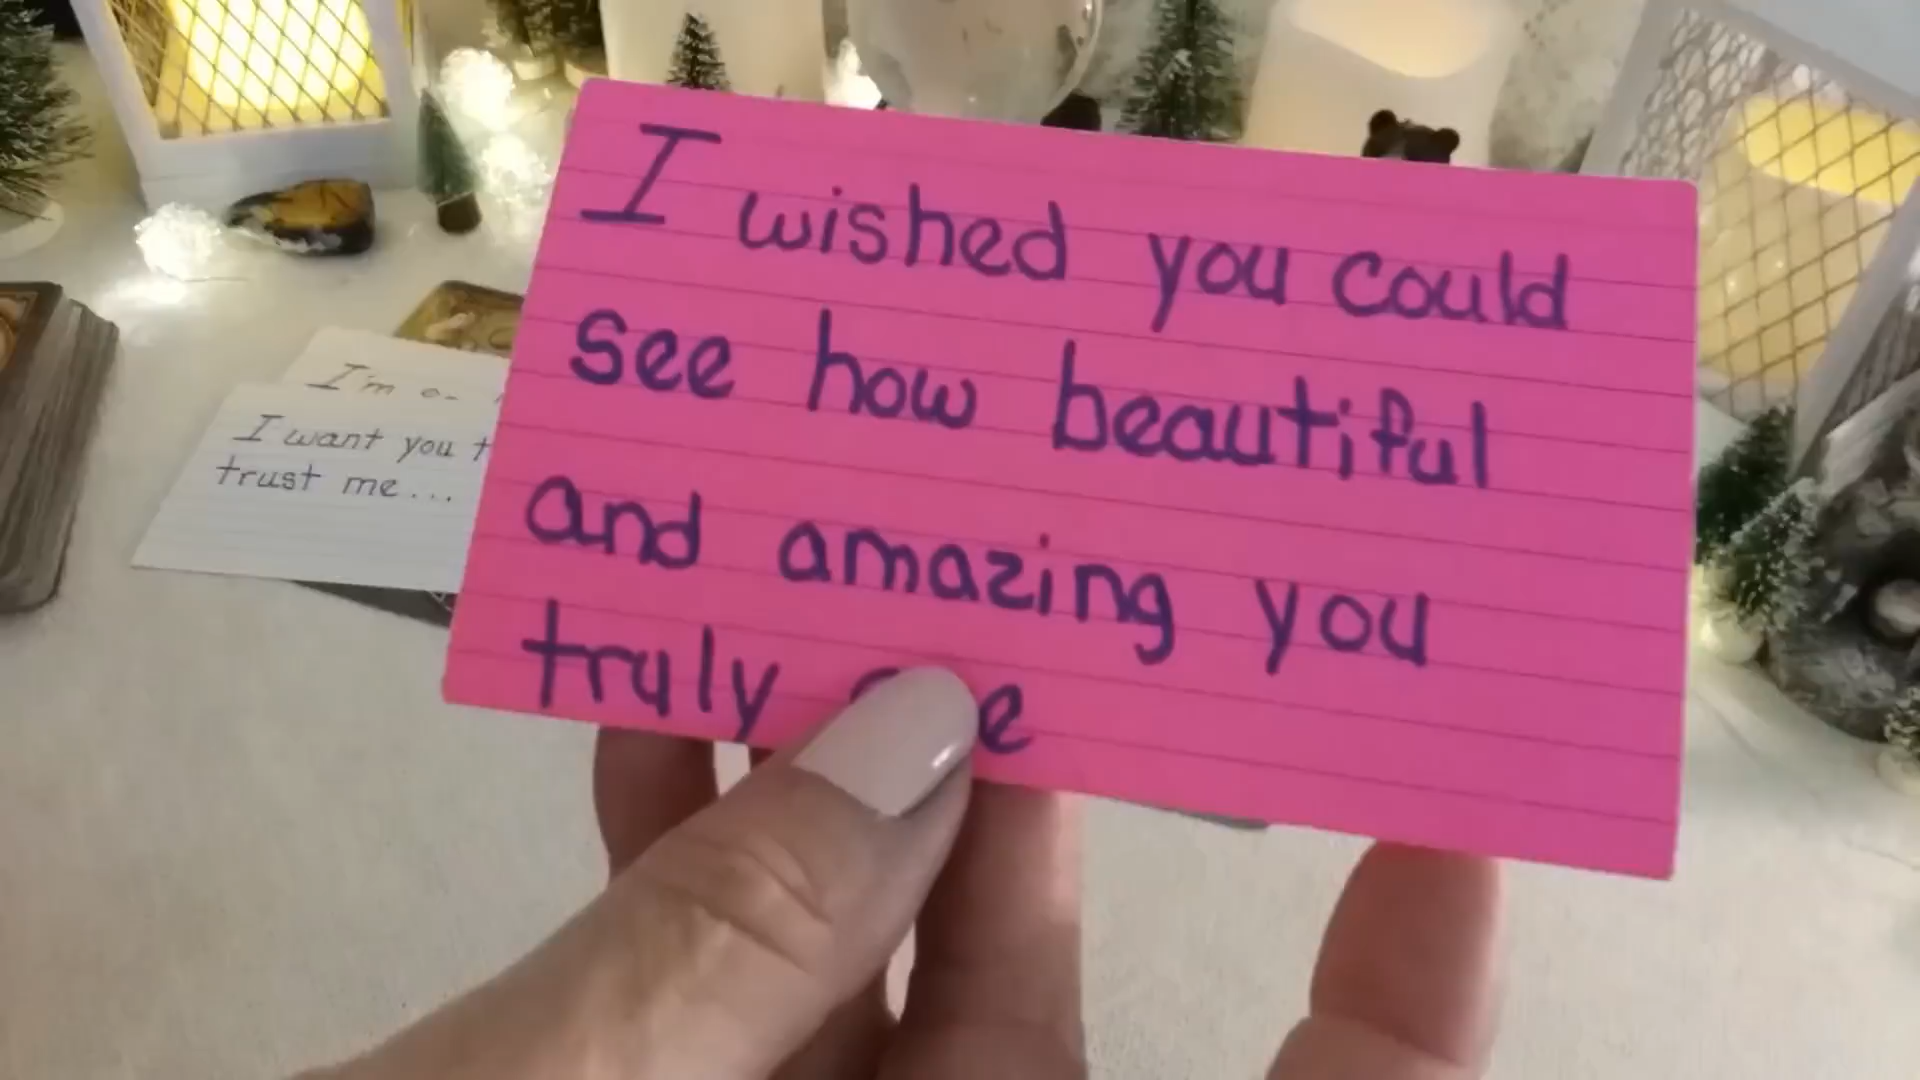 I wished you could
see how beautiful
and amazing you
truly
I'm
I want you
trust me...